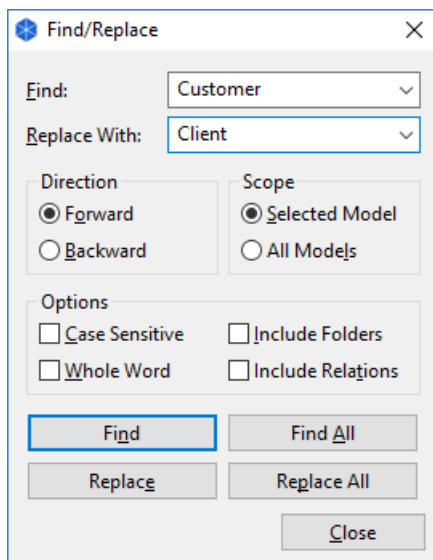 Find/Replace
Find: Customer
Replace With: Client
Direction Scope
Forward Selected Model
Backward All Models
Options
Case Sensitive Include Folders
Whole Word Include Relations
Find Find All
Replace Replace All
Close